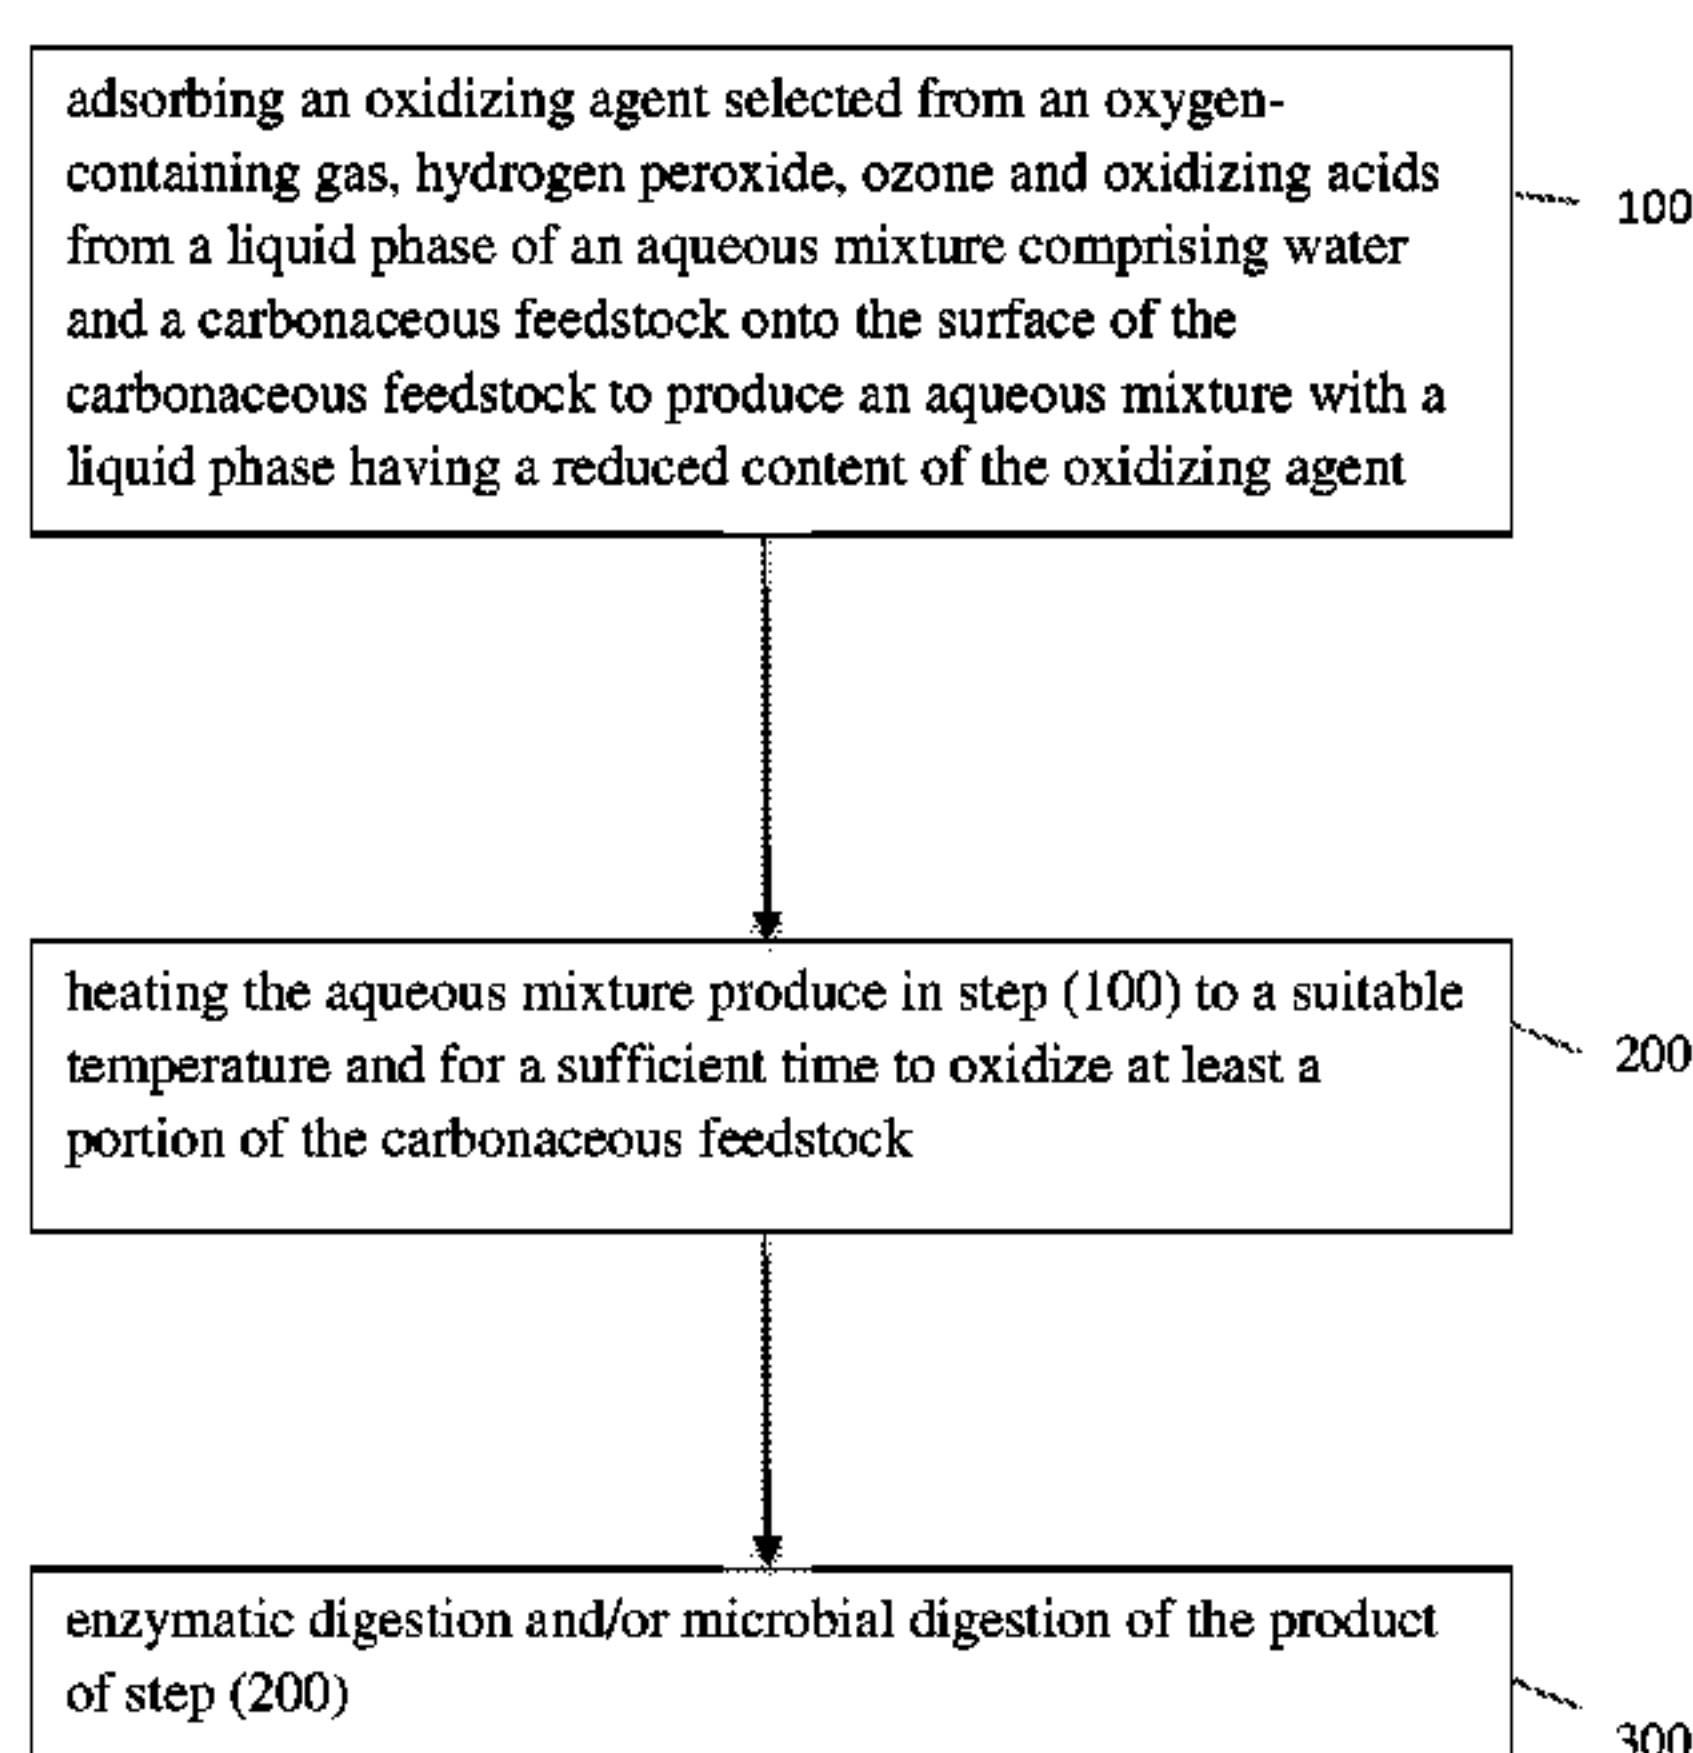 adsorbing an oxidizing agent selected from an oxygen-
containing gas, hydrogen peroxide, ozone and oxidizing acids
from a liquid phase of an aqueous mixture comprising water
and a carbonaceous feedstock onto the surface of the
carbonaceous feedstock to produce an aqueous mixture with a
liquid phase having a reduced content of the oxidizing agent
100
heating the aqueous mixture produce in step (100) to a suitable
temperature and for a sufficient time to oxidize at least a
portion of the carbonaceous feedstock
200
enzymatic digestion and/or microbial digestion of the product
of step (200)
300